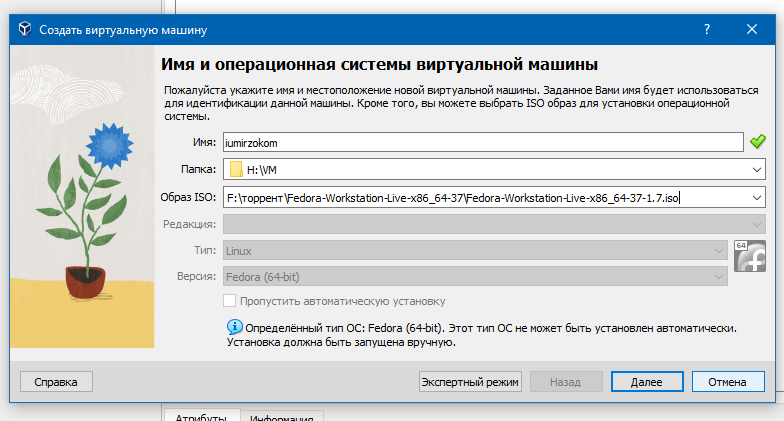 Создать виртуальную машину
?
Имя и операционная системы виртуальной машины
Пожалуйста укажите имя и местоположение новой виртуальной машины. Заданное Вами имя будет использоваться
для идентификации данной машины. Кроме того, вы можете выбрать ISO образ для установки операционной
системы.
Имя: iumirzokom
Папка: H:\VM
Образ ISO: F:\торрент\Fedora-Workstation-Live-x86_64-37\Fedora-Workstation-Live-x86_64-37-1.7.iso
Редакция:
Тип: Linux
64
Версия: Fedora (64-bit)
Пропустить автоматическую установку
Определённый тип ОС: Fedora (64-bit). Этот тип ОС не может быть установлен автоматически.
Установка должна быть запущена вручную.
Справка Экспертный режим Назад Далее Отмена
Атрибуты Информация